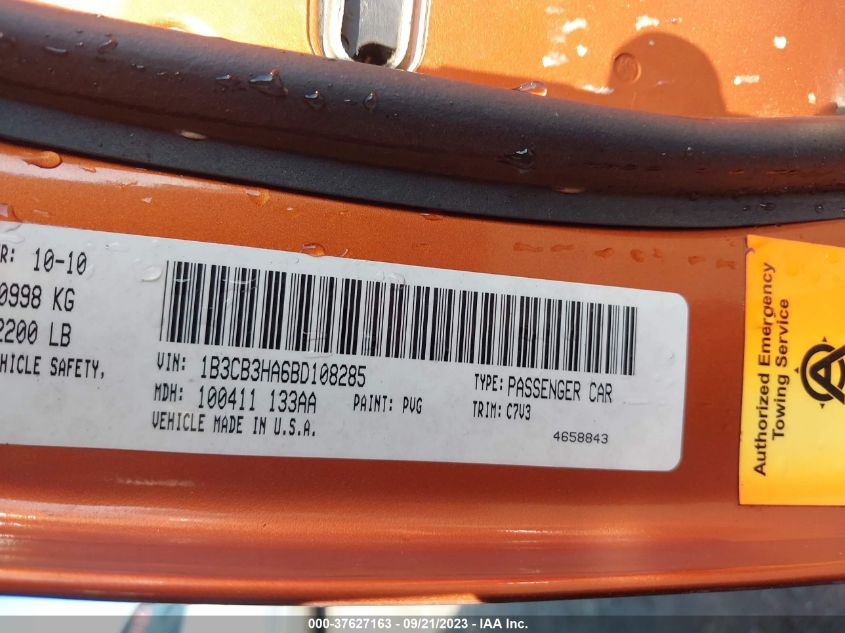 R: 10-10
0998 KG
2200 LB
EHICLE SAFETY,
VIN: 1B3CB3HA6BD108285
TYPE: PASSENGER CAR
MDH: 100411 133AA
PAINT: PVG
TRIM: C7V3
VEHICLE MADE IN U.S.A.
4658843
Authorized Emergency
Towing Service
000-37627163 - 09/21/2023 - IAA Inc.